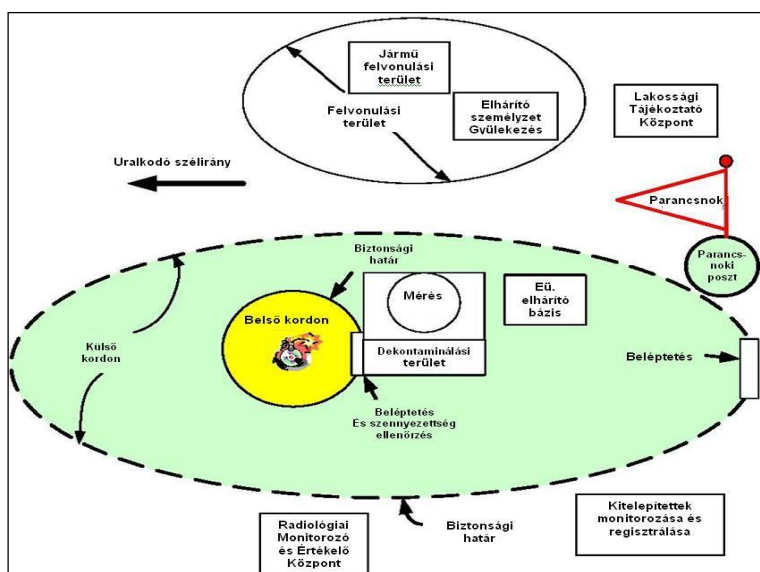 Jármű
felvonulási
terület
Felvonulási
terület
Elhárító
személyzet
Gyülekezés
Lakossági
Tájékoztató
Központ
Uralkodó szélirány
Parancsnok
Parancs-
noki
poszt
Biztonsági
határ
Mérés
Eü.
elhárító
bázis
Belső kordon
Dekontaminálási
terület
Külső
kordon
Beléptetés
Beléptetés
És szennyezettség
ellenőrzés
Radiológiai
Monitorozó
és Értékelő
Központ
Biztonsági
határ
Kitelepítettek
monitorozása és
regisztrálása